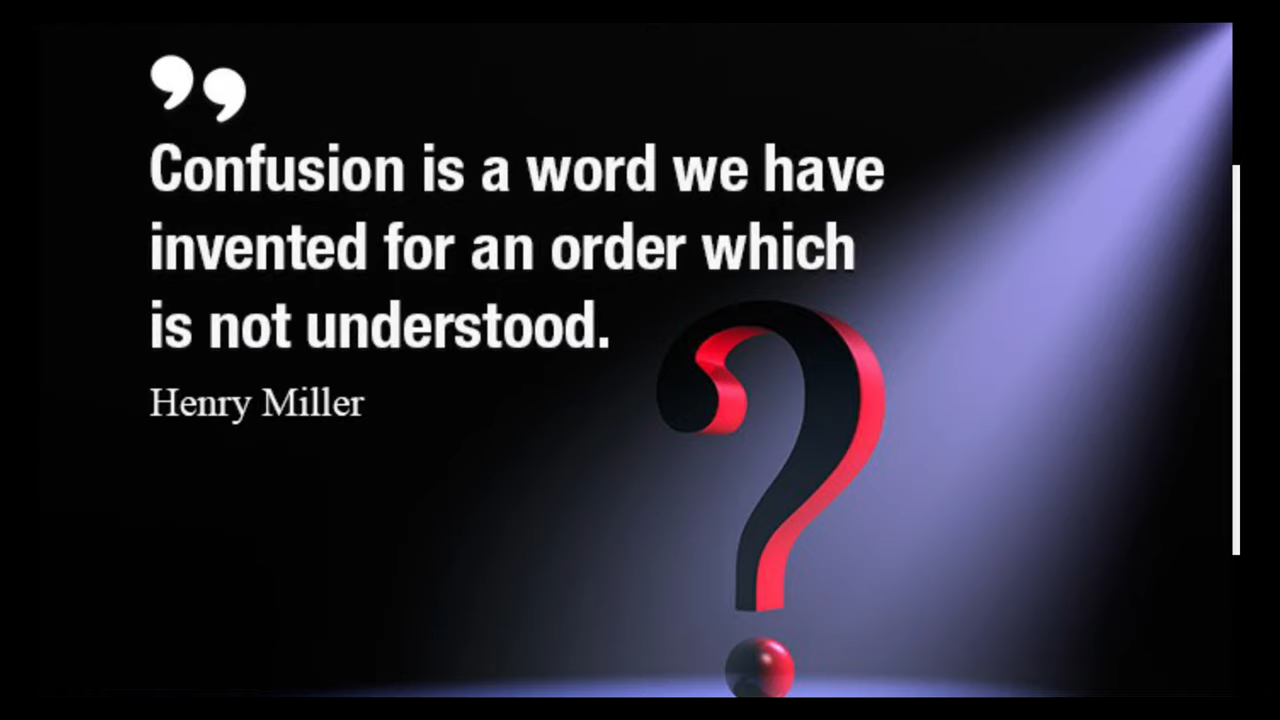 ”
Confusion is a word we have
invented for an order which
is not understood.
Henry Miller